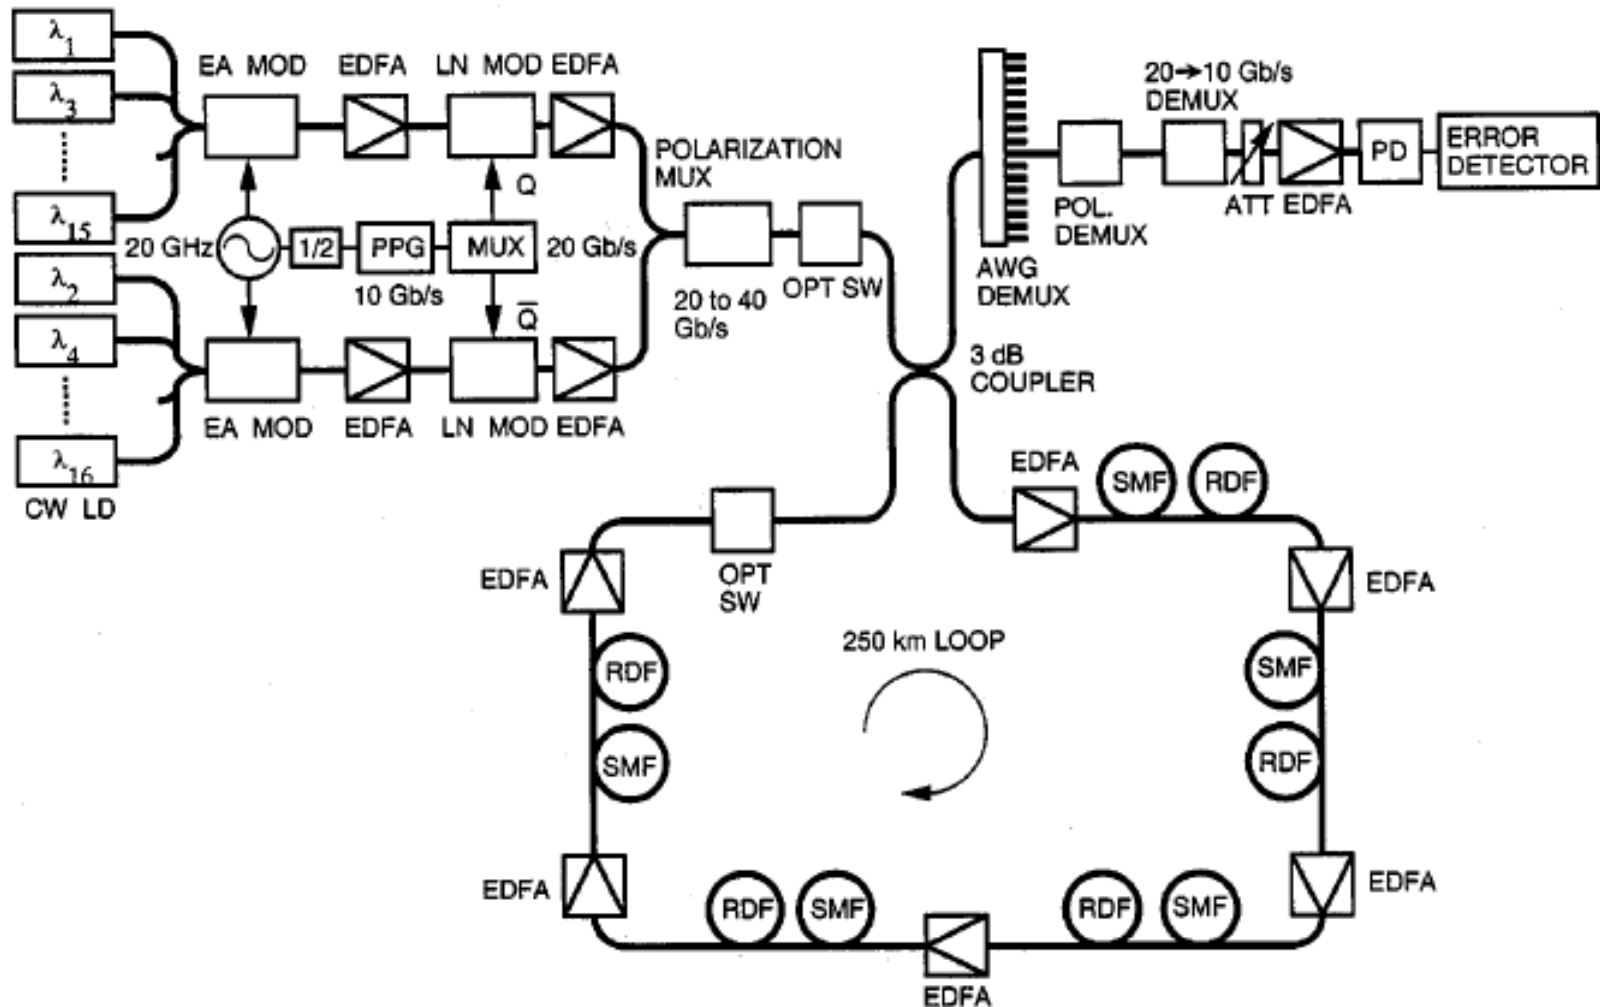 λ1
λ3
λ15
λ2
λ4
λ16
CW LD
EA MOD
EDFA
LN MOD
EDFA
20 GHz
1/2
PPG
10 Gb/s
MUX
20 Gb/s
Q
Q̅
EA MOD
EDFA
LN MOD
EDFA
POLARIZATION
MUX
20 to 40
Gb/s
OPT SW
3 dB
COUPLER
AWG
DEMUX
POL.
DEMUX
20→10 Gb/s
DEMUX
ATT
EDFA
PD
ERROR
DETECTOR
EDFA
SMF
RDF
EDFA
SMF
RDF
EDFA
SMF
RDF
EDFA
SMF
RDF
EDFA
SMF
RDF
EDFA
OPT
SW
250 km LOOP